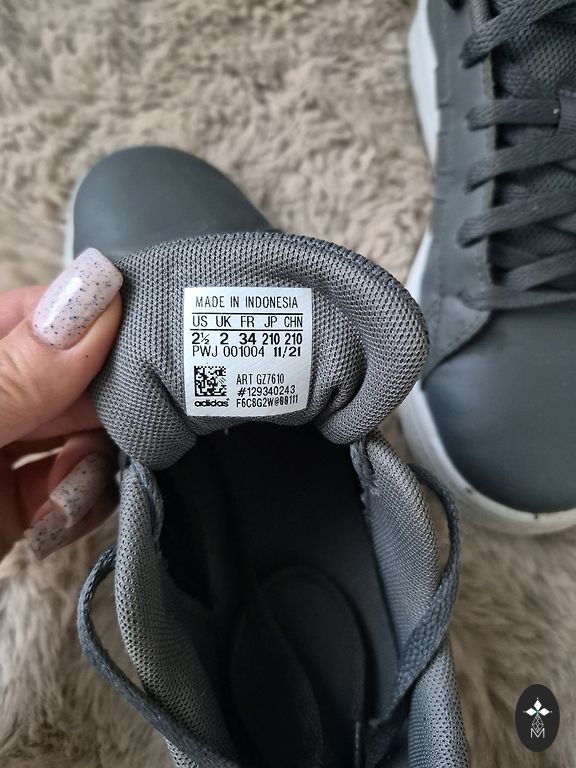 MADE IN INDONESIA
US UK FR JP CHN
2½ 2 34 210 210
PWJ 001004 11/21
ART GZ7610
#129340243
adidas F6C8G2W@00111
M